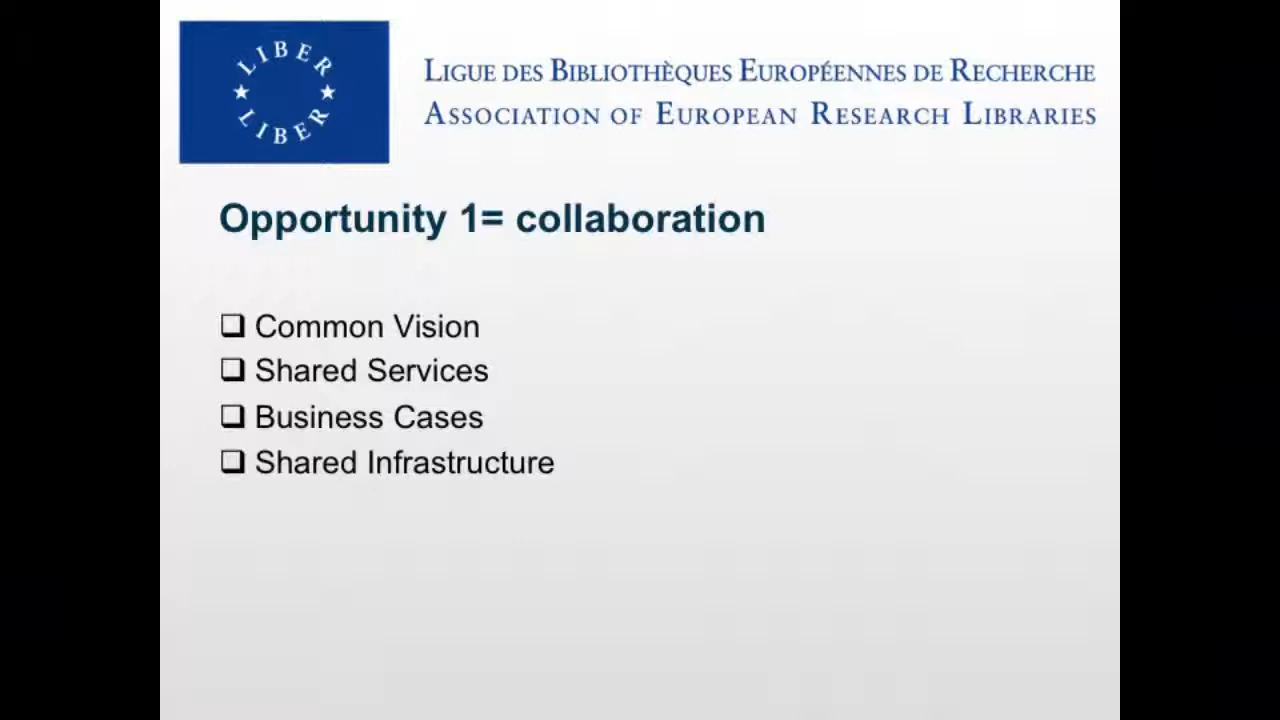 LIBER
LIBER
LIGUE DES BIBLIOTHÈQUES EUROPÉENNES DE RECHERCHE
ASSOCIATION OF EUROPEAN RESEARCH LIBRARIES
Opportunity 1= collaboration
❑ Common Vision
❑ Shared Services
❑ Business Cases
❑ Shared Infrastructure